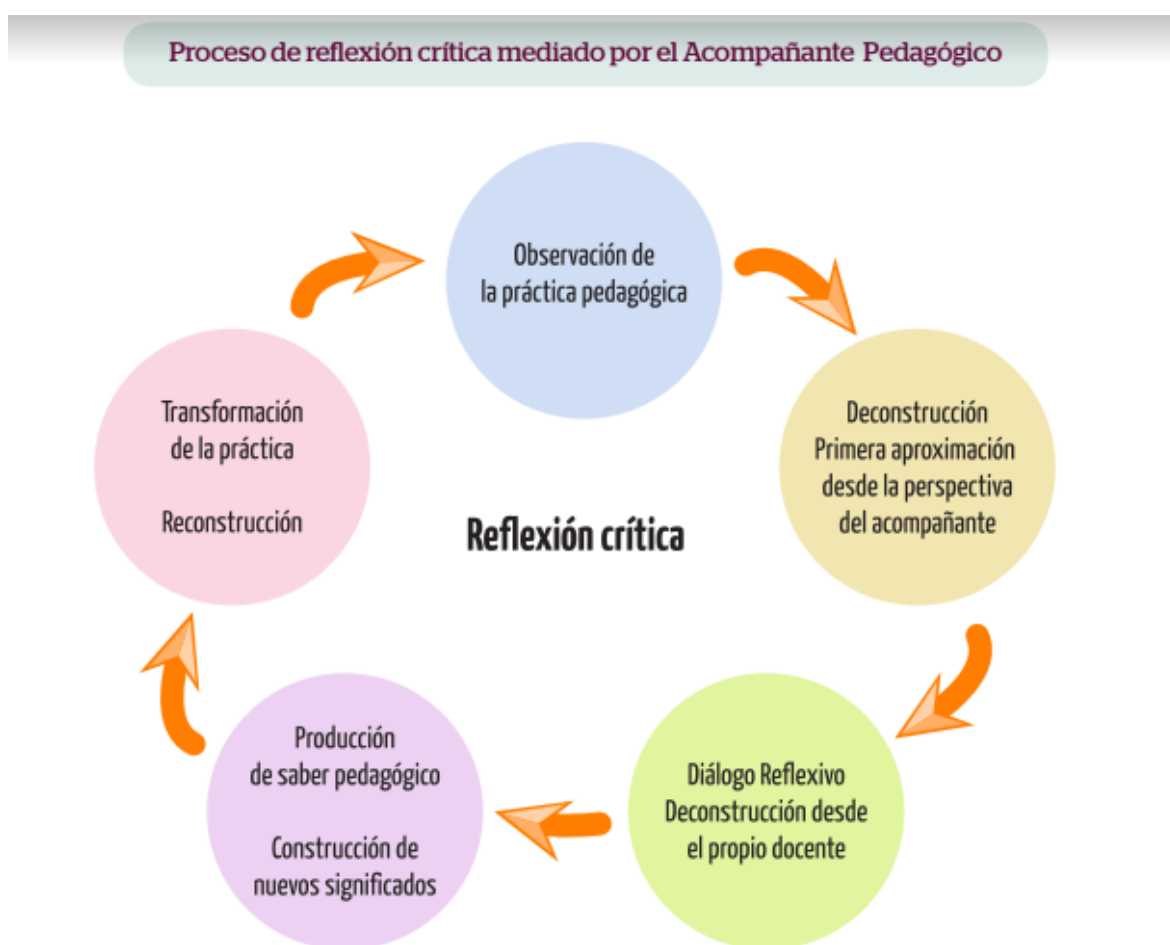 Proceso de reflexión crítica mediado por el Acompañante Pedagógico
Observación de
la práctica pedagógica
Deconstrucción
Primera aproximación
desde la perspectiva
del acompañante
Diálogo Reflexivo
Deconstrucción desde
el propio docente
Producción
de saber pedagógico
Construcción de
nuevos significados
Transformación
de la práctica
Reconstrucción
Reflexión crítica